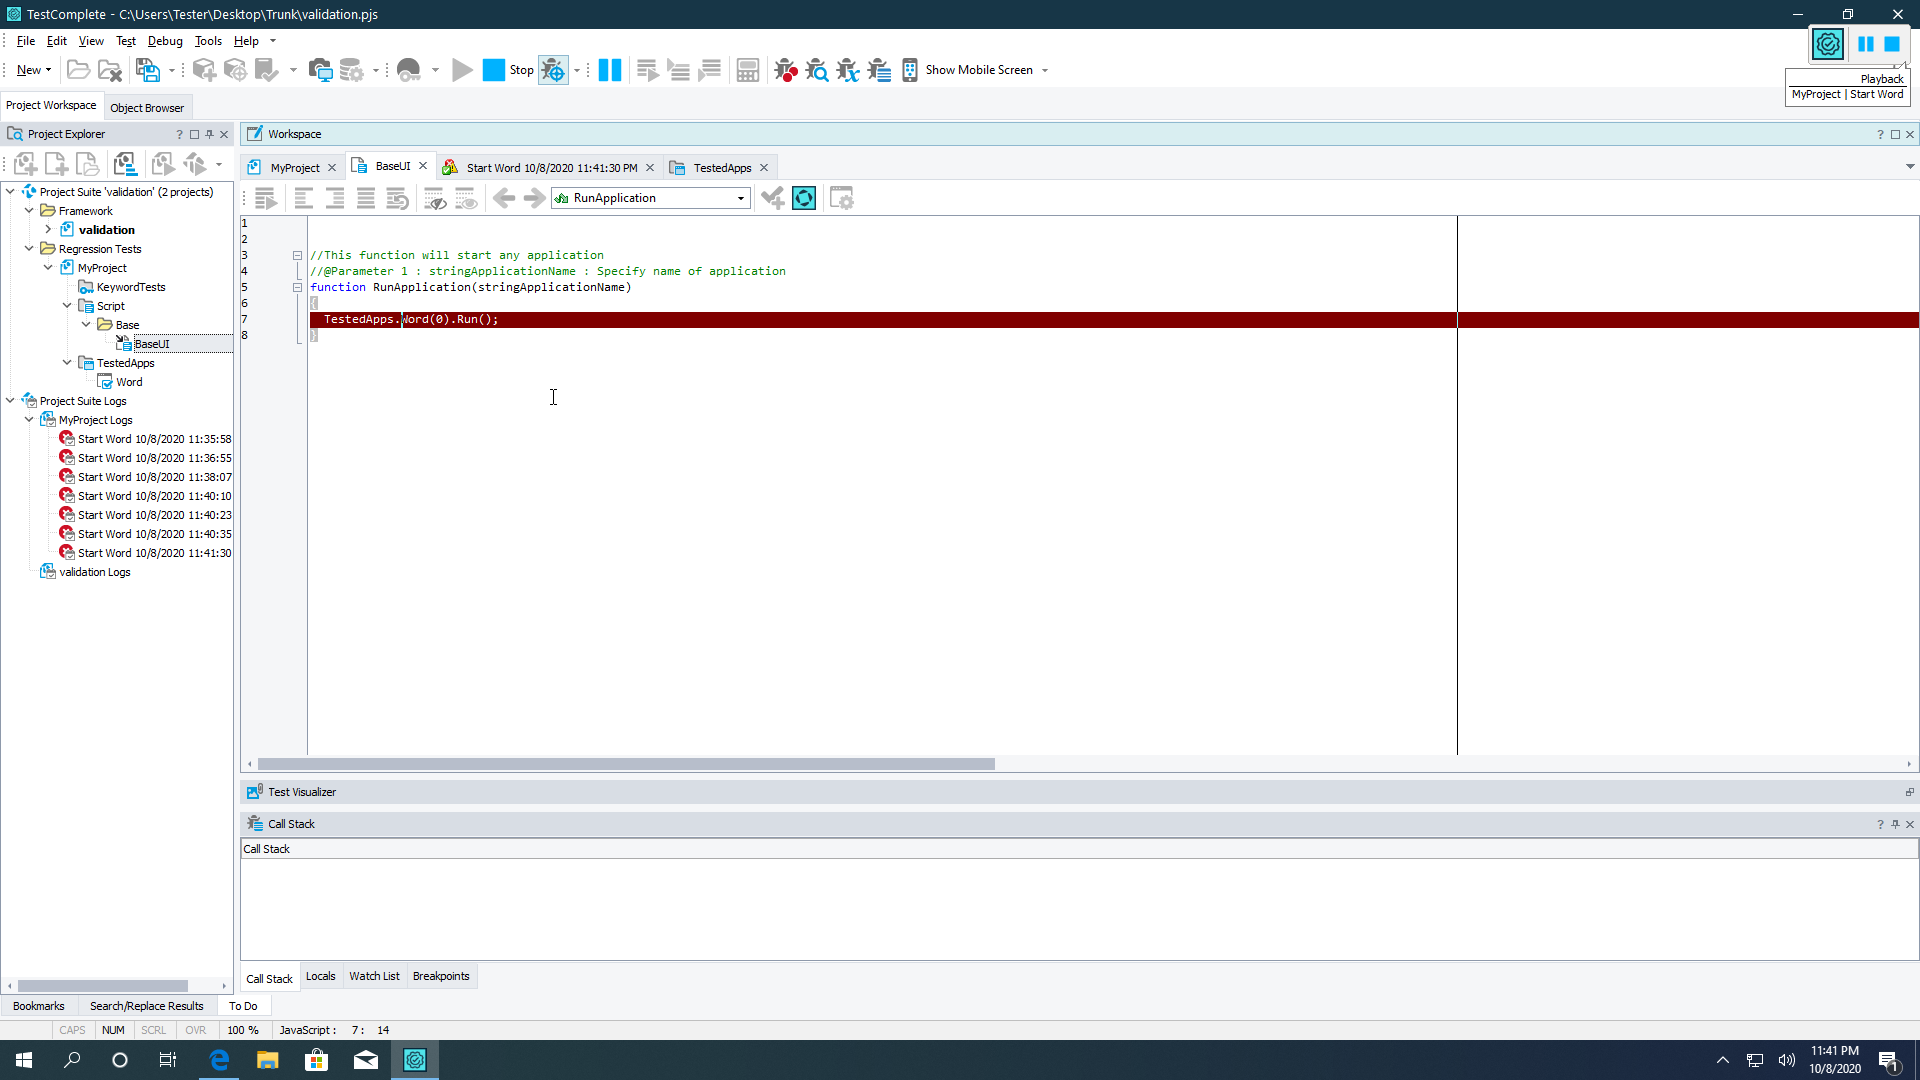 TestComplete - C:\Users\Tester\Desktop\Trunk\validation.pjs
File Edit View Test Debug Tools Help
New Stop Show Mobile Screen
Playback
MyProject | Start Word
Project Workspace Object Browser
Project Explorer
Workspace
MyProject BaseUI Start Word 10/8/2020 11:41:30 PM TestedApps
RunApplication
Project Suite 'validation' (2 projects)
Framework
validation
Regression Tests
MyProject
KeywordTests
Script
Base
BaseUI
TestedApps
Word
Project Suite Logs
MyProject Logs
Start Word 10/8/2020 11:35:58
Start Word 10/8/2020 11:36:55
Start Word 10/8/2020 11:38:07
Start Word 10/8/2020 11:40:10
Start Word 10/8/2020 11:40:23
Start Word 10/8/2020 11:40:35
Start Word 10/8/2020 11:41:30
validation Logs
1
2
3 //This function will start any application
4 //@Parameter 1 : stringApplicationName : Specify name of application
5 function RunApplication(stringApplicationName)
6 {
7 TestedApps.Word(0).Run();
8 }
Test Visualizer
Call Stack
Call Stack
Call Stack Locals Watch List Breakpoints
Bookmarks Search/Replace Results To Do
CAPS NUM SCRL OVR 100 % JavaScript : 7 : 14
11:41 PM
10/8/2020
1